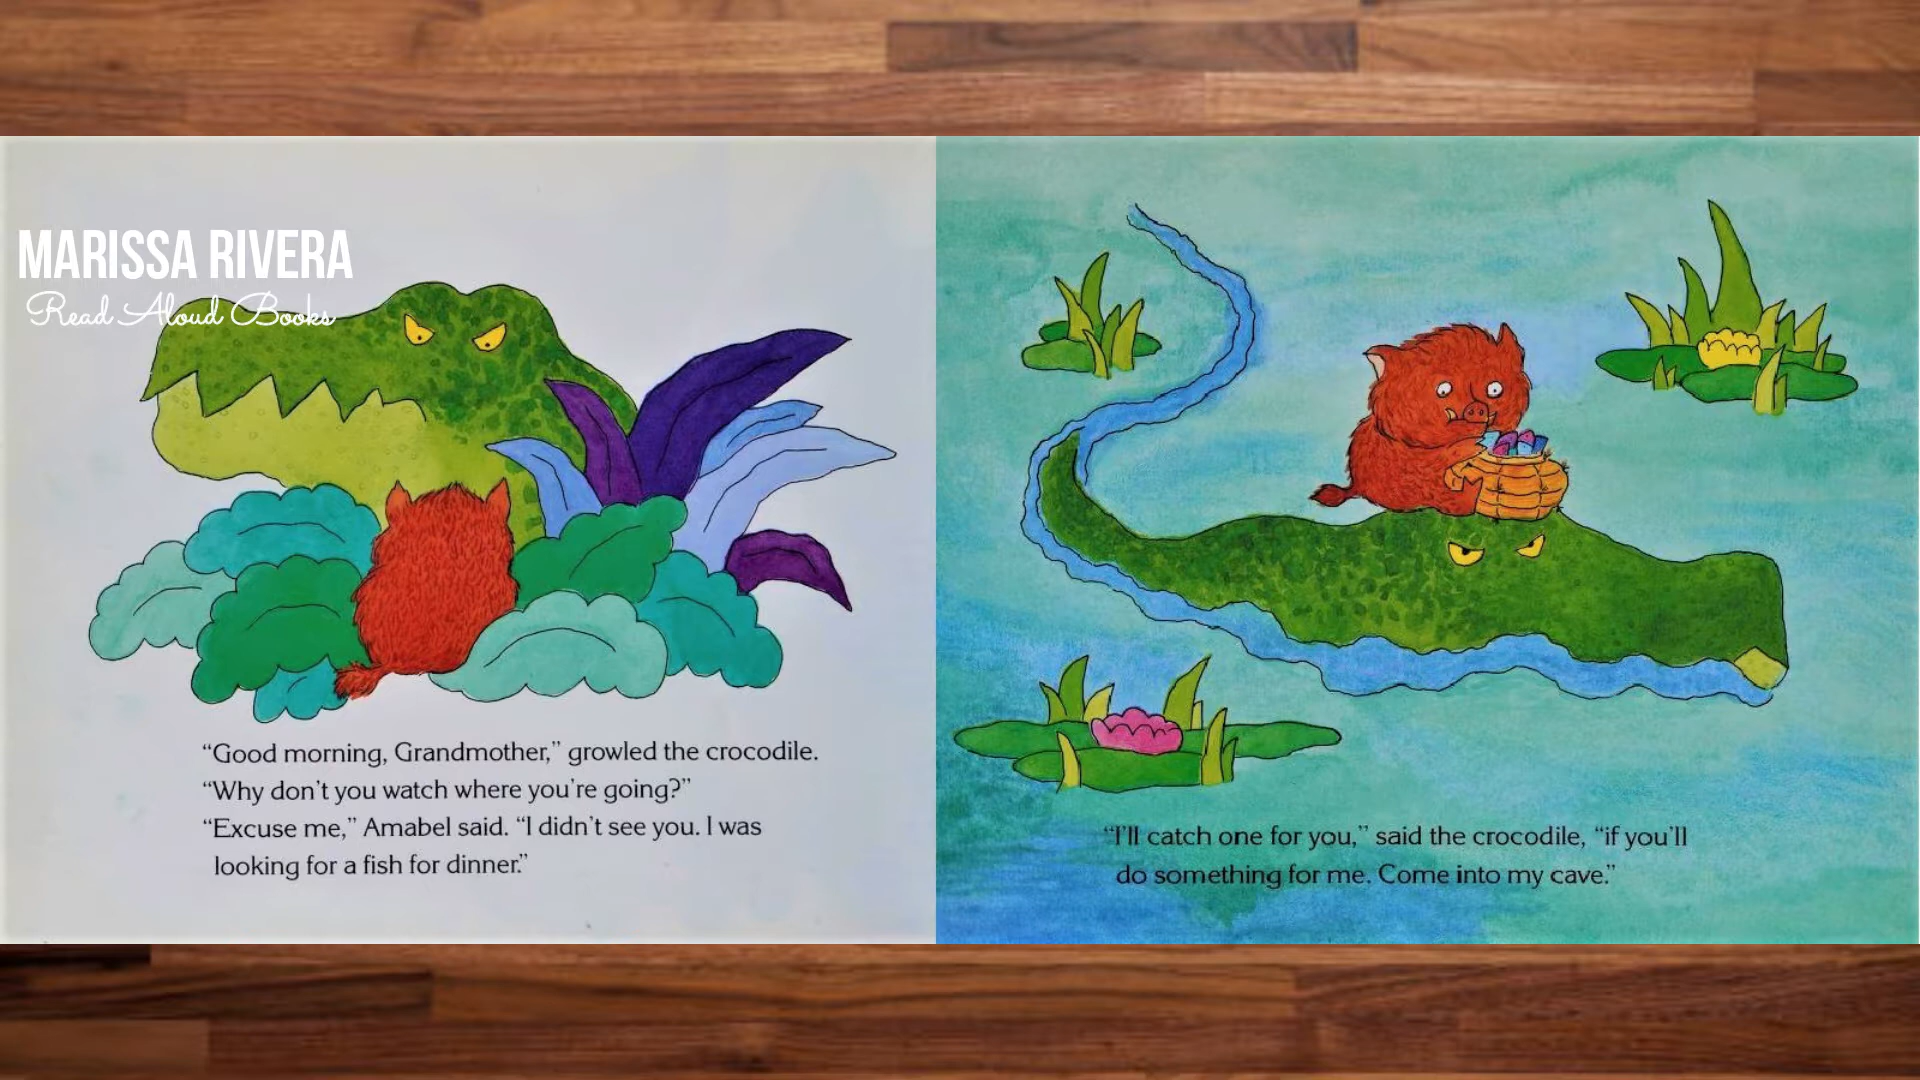 MARISSA RIVERA
Read Aloud Books
“Good morning, Grandmother,” growled the crocodile.
“Why don’t you watch where you’re going?”
“Excuse me,” Amabel said. “I didn’t see you. I was
looking for a fish for dinner.”
“I’ll catch one for you,” said the crocodile, “if you’ll
do something for me. Come into my cave.”